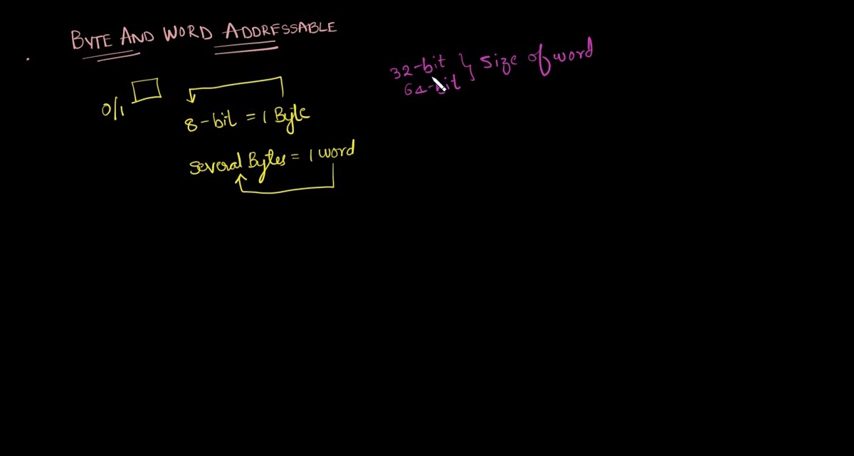 BYTE AND WORD ADDRESSABLE
32-bit } Size of word
64-bit
0/1
8-bit = 1 Byte
Several Bytes = 1 word